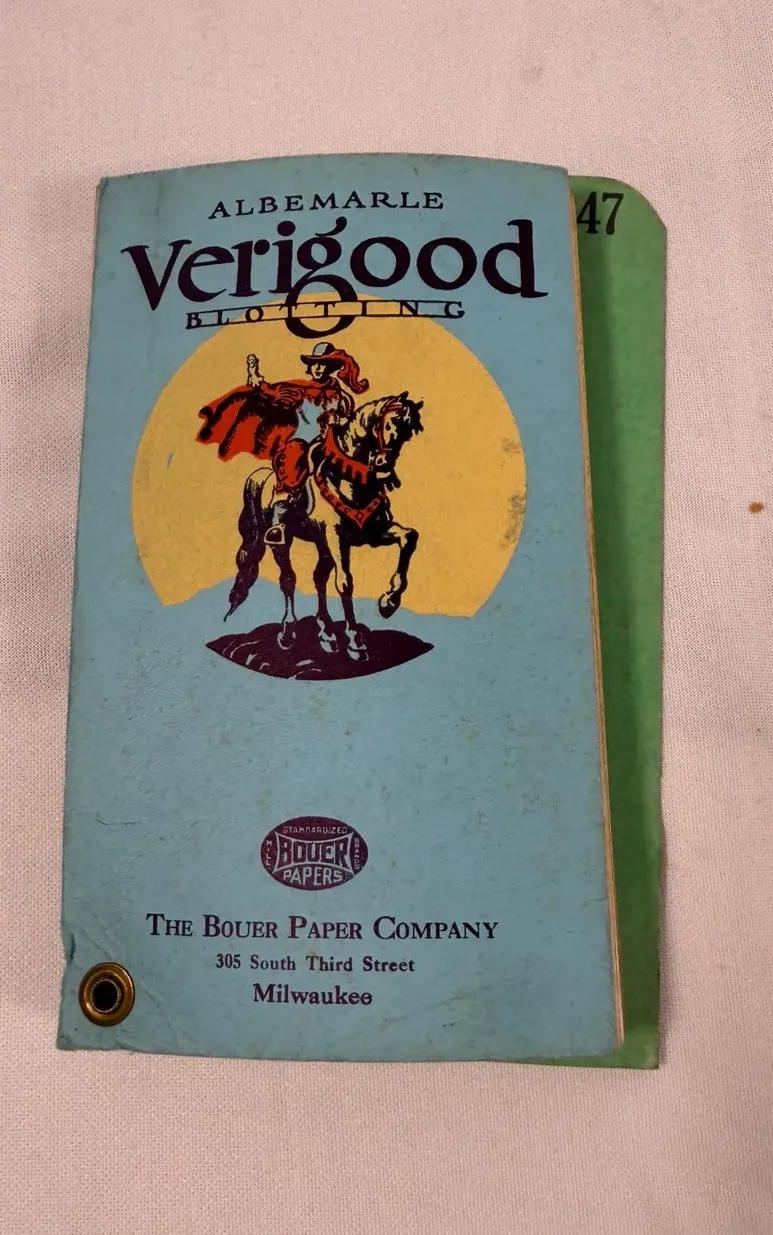 ALBEMARLE
Verigood
BLOTTING
47
STANDARDIZED
MILL BOUER BRANDS
PAPERS
THE BOUER PAPER COMPANY
305 South Third Street
Milwaukee